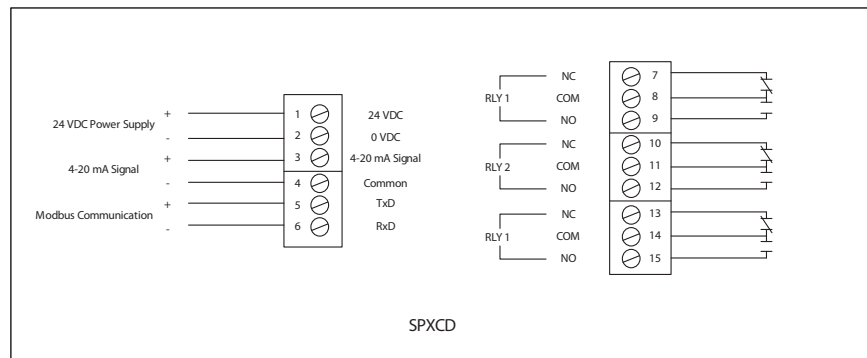 24 VDC Power Supply
+
-
4-20 mA Signal
+
-
Modbus Communication
+
-
1 24 VDC
2 0 VDC
3 4-20 mA Signal
4 Common
5 TxD
6 RxD
RLY 1
NC 7
COM 8
NO 9
RLY 2
NC 10
COM 11
NO 12
RLY 1
NC 13
COM 14
NO 15
SPXCD